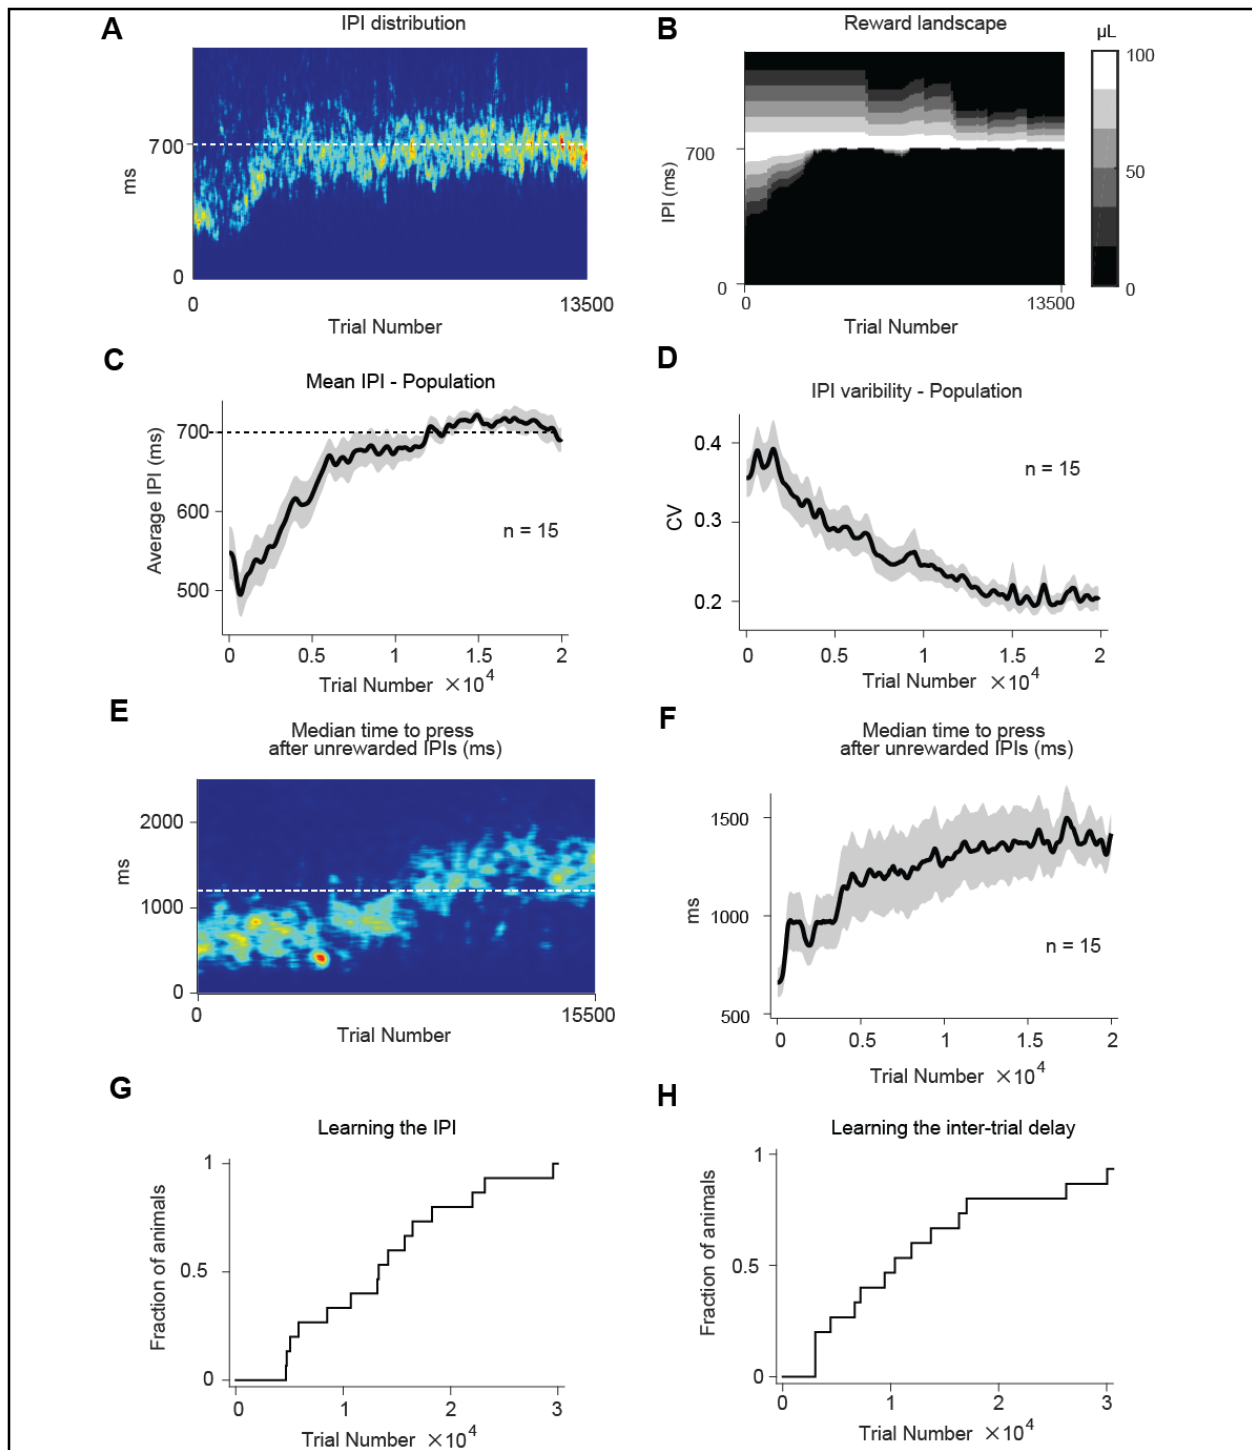 A
IPI distribution
ms
700
0
0
13500
Trial Number
B
Reward landscape
µL
100
50
0
IPI (ms)
700
0
0
13500
Trial Number
C
Mean IPI - Population
Average IPI (ms)
700
600
500
n = 15
0
0.5
1
1.5
2
Trial Number ×10⁴
D
IPI varibility - Population
CV
0.4
0.3
0.2
n = 15
0
0.5
1
1.5
2
Trial Number ×10⁴
E
Median time to press
after unrewarded IPIs (ms)
ms
2000
1000
0
0
15500
Trial Number
F
Median time to press
after unrewarded IPIs (ms)
ms
1500
1000
500
n = 15
0
0.5
1
1.5
2
Trial Number ×10⁴
G
Learning the IPI
Fraction of animals
1
0.5
0
0
1
2
3
Trial Number ×10⁴
H
Learning the inter-trial delay
Fraction of animals
1
0.5
0
0
1
2
3
Trial Number ×10⁴